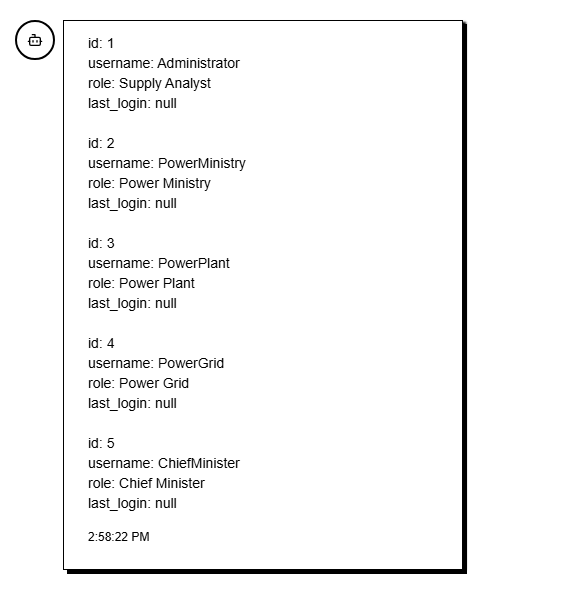 id: 1
username: Administrator
role: Supply Analyst
last_login: null
id: 2
username: PowerMinistry
role: Power Ministry
last_login: null
id: 3
username: PowerPlant
role: Power Plant
last_login: null
id: 4
username: PowerGrid
role: Power Grid
last_login: null
id: 5
username: ChiefMinister
role: Chief Minister
last_login: null
2:58:22 PM